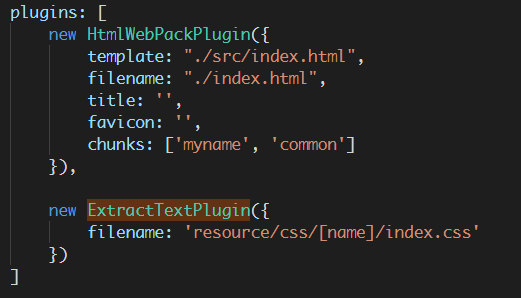 plugins: [
    new HtmlWebPackPlugin({
        template: "./src/index.html",
        filename: "./index.html",
        title: '',
        favicon: '',
        chunks: ['myname', 'common']
    }),

    new ExtractTextPlugin({
        filename: 'resource/css/[name]/index.css'
    })
]